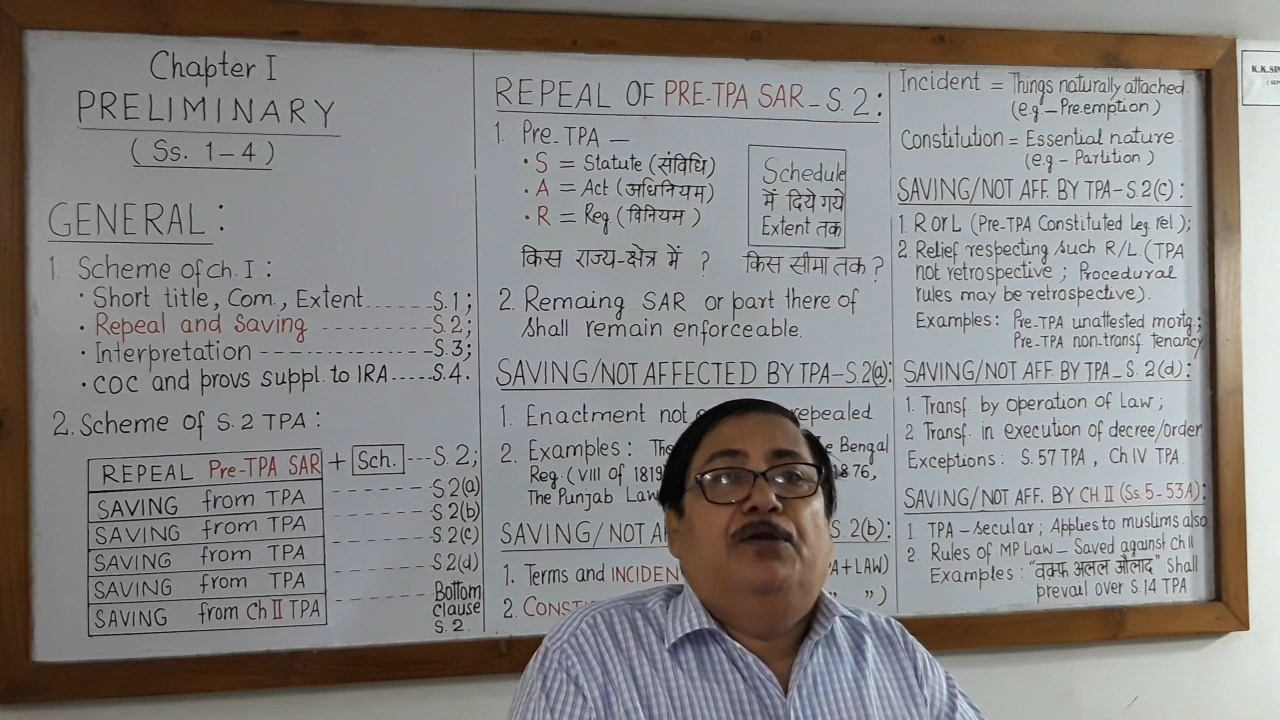 Chapter I
PRELIMINARY
(Ss. 1-4)
GENERAL:
1. Scheme of ch. I:
· Short title, Com., Extent......S.1;
· Repeal and Saving --------S.2;
· Interpretation -----------S.3;
· COC and provs suppl. to IRA.....S.4.
2. Scheme of S.2 TPA:
REPEAL Pre-TPA SAR + Sch. ---S.2;
SAVING from TPA ------- S2(a)
SAVING from TPA ------- S.2(b)
SAVING from TPA ------- S.2(c)
SAVING from TPA ------- S.2(d)
SAVING from Ch II TPA ------- Bottom
clause
S.2.
REPEAL OF PRE-TPA SAR - S.2:
1. Pre-TPA —
· S = Statute (संविधि)
· A = Act (अधिनियम)
· R = Reg. (विनियम)
Schedule
में दिये गये
Extent तक
किस राज्य-क्षेत्र में ? किस सीमा तक ?
2. Remaing SAR or part there of
shall remain enforceable.
SAVING/NOT AFFECTED BY TPA-S.2(a):
1. Enactment not repealed
2. Examples: Bengal
Reg. (VIII of 1819 1876,
The Punjab Law
SAVING/NOT S.2(b):
1. Terms and +LAW)
2. ” ”)
Incident = Things naturally attached.
(e.g - Pre.emption)
Constitution = Essential nature.
(e.g - Partition)
SAVING/NOT AFF. BY TPA-S.2(c):
1. R or L (Pre-TPA Constituted Leg. rel.);
2. Relief respecting such R/L. (TPA
not retrospective; Procedural
rules may be retrospective).
Examples: Pre-TPA unattested mortg.;
Pre-TPA non-transf. tenancy
SAVING/NOT AFF. BY TPA-S.2(d):
1. Transf. by operation of Law;
2 Transf. in execution of decree/order
Exceptions: S.57 TPA, Ch IV TPA.
SAVING/NOT AFF. BY CH II (Ss.5-53A):
1. TPA - secular; Applies to muslims also
2. Rules of MP Law - Saved against Ch II
Examples: "वक्फ़ अलल औलाद" Shall
prevail over S.14 TPA